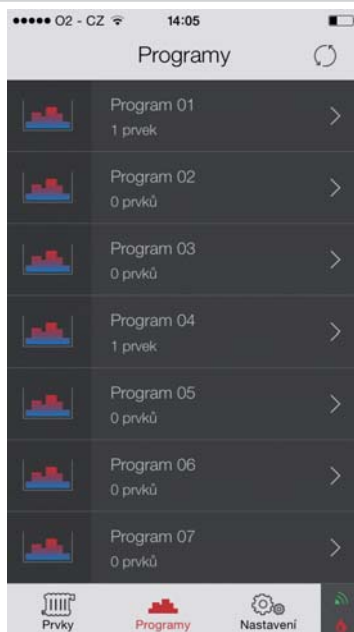 O2 - CZ 14:05
Programy
Program 01
1 prvek
Program 02
0 prvků
Program 03
0 prvků
Program 04
1 prvek
Program 05
0 prvků
Program 06
0 prvků
Program 07
0 prvků
Prvky Programy Nastavení